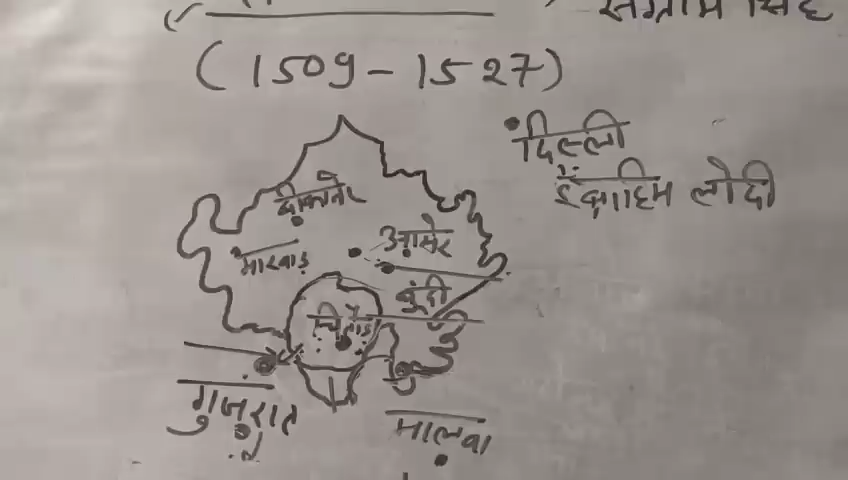 संग्राम सिंह
(1509 - 1527)
दिल्ली
इब्राहिम लोदी
बीकानेर
आमेर
मारवाड़
बूंदी
चित्तौड़
गुजरात
मालवा